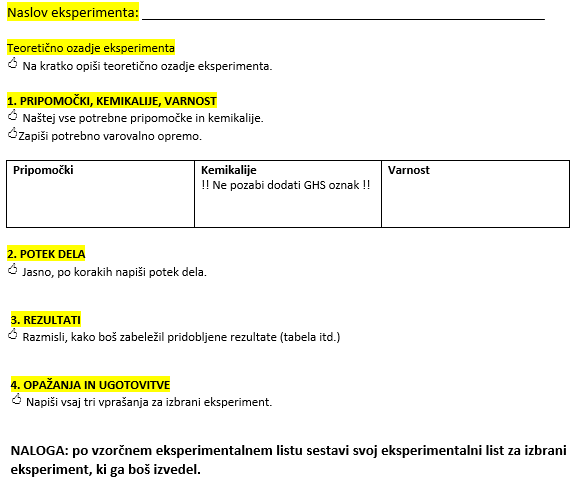 Naslov eksperimenta: ___________________________________________________________
Teoretično ozadje eksperimenta
Na kratko opiši teoretično ozadje eksperimenta.
1. PRIPOMOČKI, KEMIKALIJE, VARNOST
Naštej vse potrebne pripomočke in kemikalije.
Zapiši potrebno varovalno opremo.
Pripomočki
Kemikalije
!! Ne pozabi dodati GHS oznak !!
Varnost
2. POTEK DELA
Jasno, po korakih napiši potek dela.
3. REZULTATI
Razmisli, kako boš zabeležil pridobljene rezultate (tabela itd.)
4. OPAŽANJA IN UGOTOVITVE
Napiši vsaj tri vprašanja za izbrani eksperiment.
NALOGA: po vzorčnem eksperimentalnem listu sestavi svoj eksperimentalni list za izbrani
eksperiment, ki ga boš izvedel.